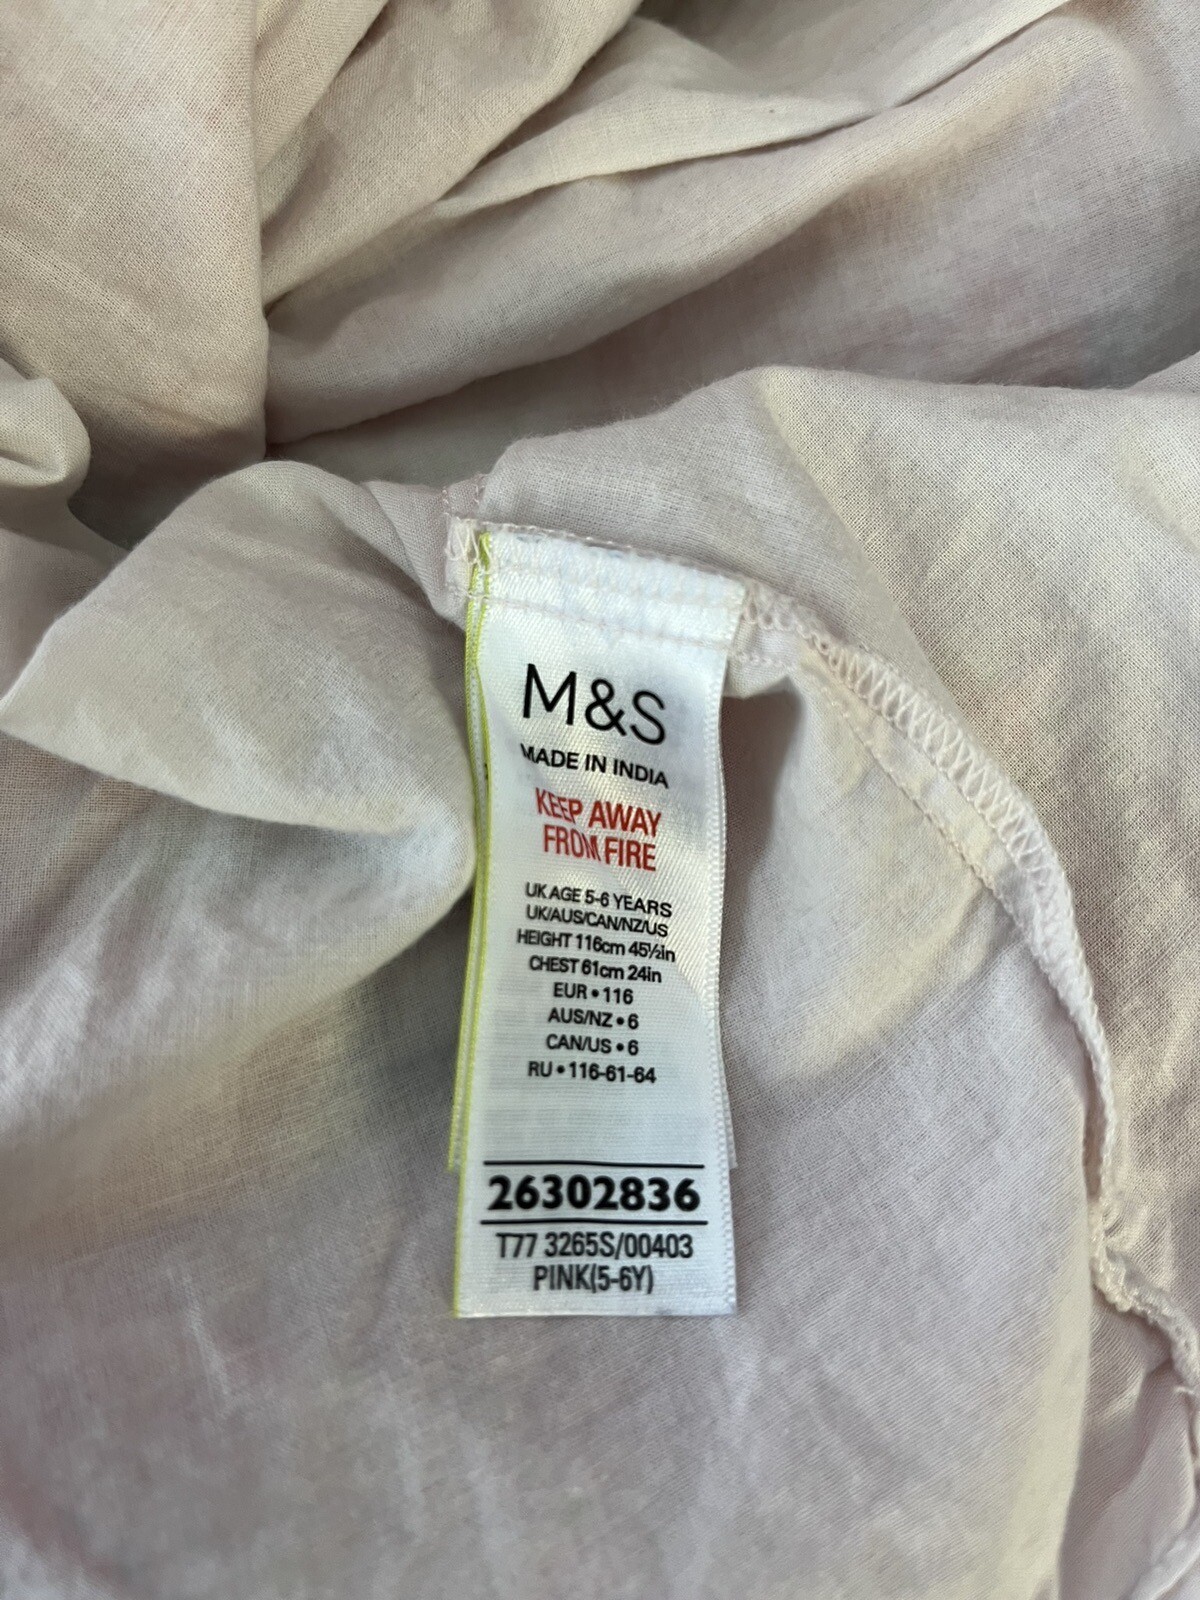 M&S
MADE IN INDIA
KEEP AWAY
FROM FIRE
UK AGE 5-6 YEARS
UK/AUS/CAN/NZ/US
HEIGHT 116cm 45½in
CHEST 61cm 24in
EUR • 116
AUS/NZ • 6
CAN/US • 6
RU • 116-61-64
26302836
T77 3265S/00403
PINK(5-6Y)